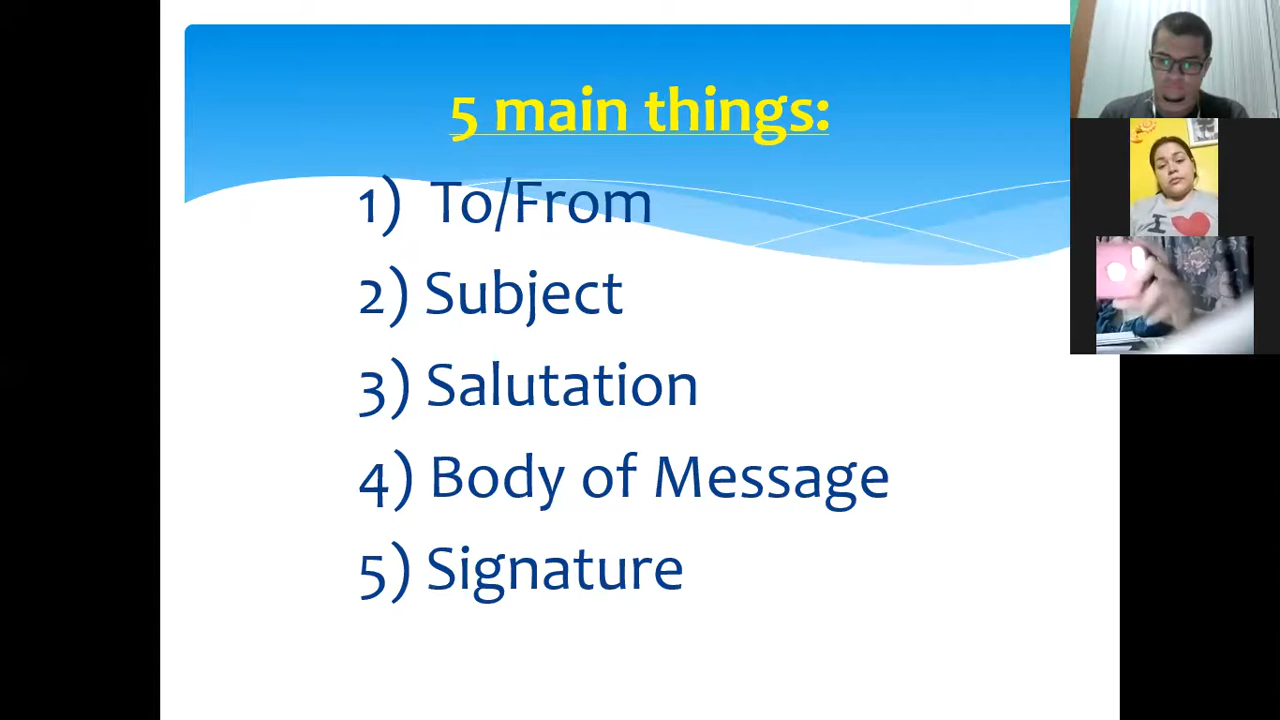 5 main things:
1) To/From
2) Subject
3) Salutation
4) Body of Message
5) Signature
I